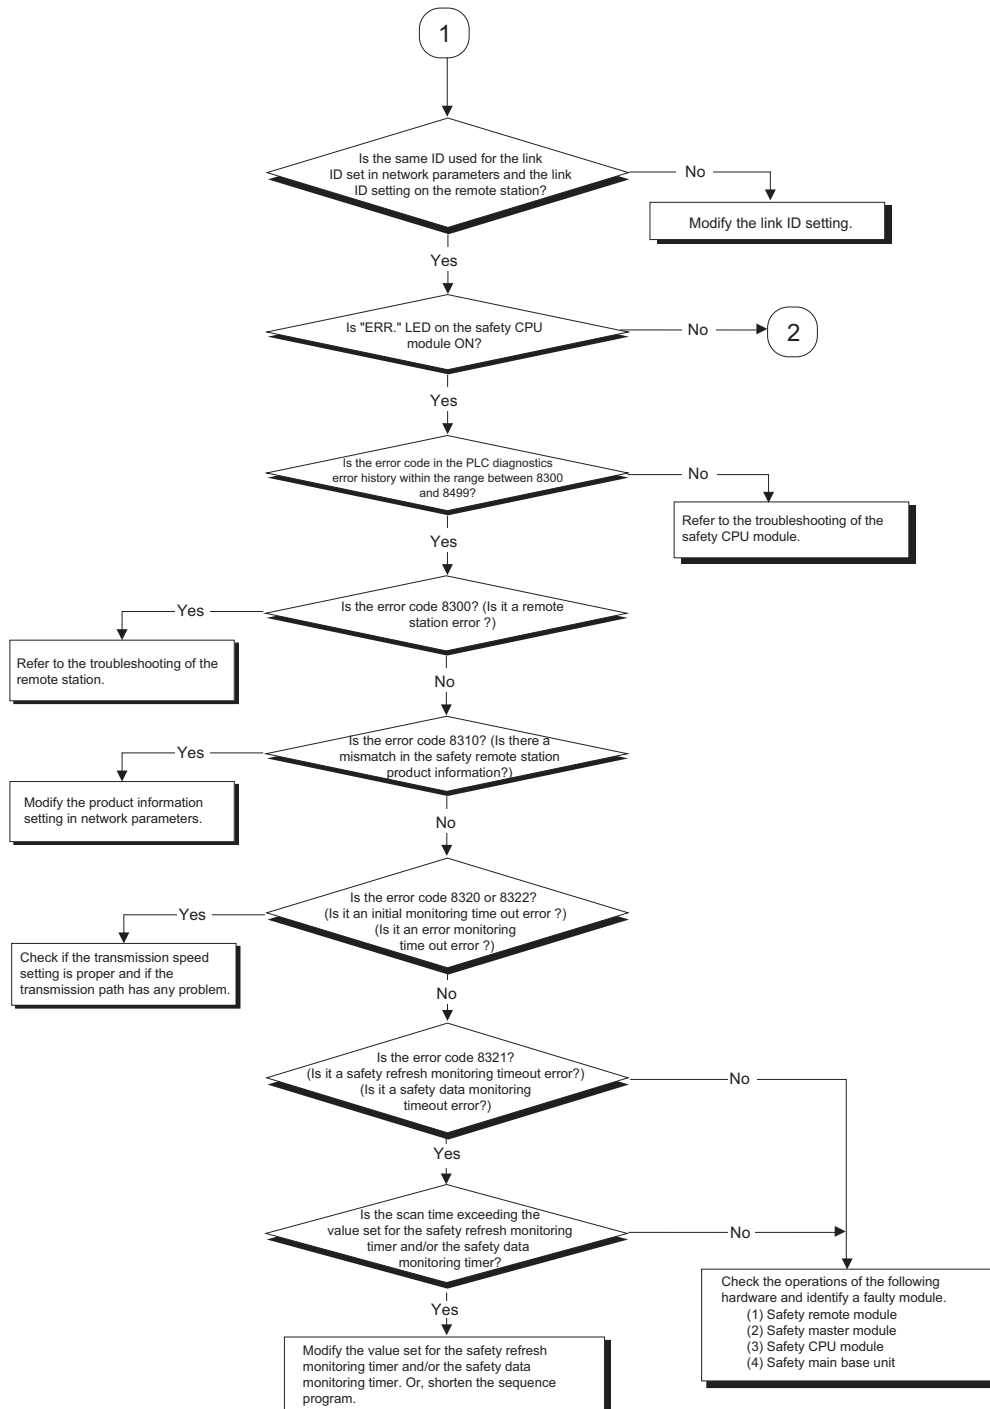 1
Is the same ID used for the link
ID set in network parameters and the link
ID setting on the remote station?
No
Modify the link ID setting.
Yes
Is "ERR." LED on the safety CPU
module ON?
No
2
Yes
Is the error code in the PLC diagnostics
error history within the range between 8300
and 8499?
No
Refer to the troubleshooting of the
safety CPU module.
Yes
Is the error code 8300? (Is it a remote
station error ?)
Yes
Refer to the troubleshooting of the
remote station.
No
Is the error code 8310? (Is there a
mismatch in the safety remote station
product information?)
Yes
Modify the product information
setting in network parameters.
No
Is the error code 8320 or 8322?
(Is it an initial monitoring time out error ?)
(Is it an error monitoring
time out error ?)
Yes
Check if the transmission speed
setting is proper and if the
transmission path has any problem.
No
Is the error code 8321?
(Is it a safety refresh monitoring timeout error?)
(Is it a safety data monitoring
timeout error?)
No
Yes
Is the scan time exceeding the
value set for the safety refresh monitoring
timer and/or the safety data
monitoring timer?
No
Check the operations of the following
hardware and identify a faulty module.
(1) Safety remote module
(2) Safety master module
(3) Safety CPU module
(4) Safety main base unit
Yes
Modify the value set for the safety refresh
monitoring timer and/or the safety data
monitoring timer. Or, shorten the sequence
program.